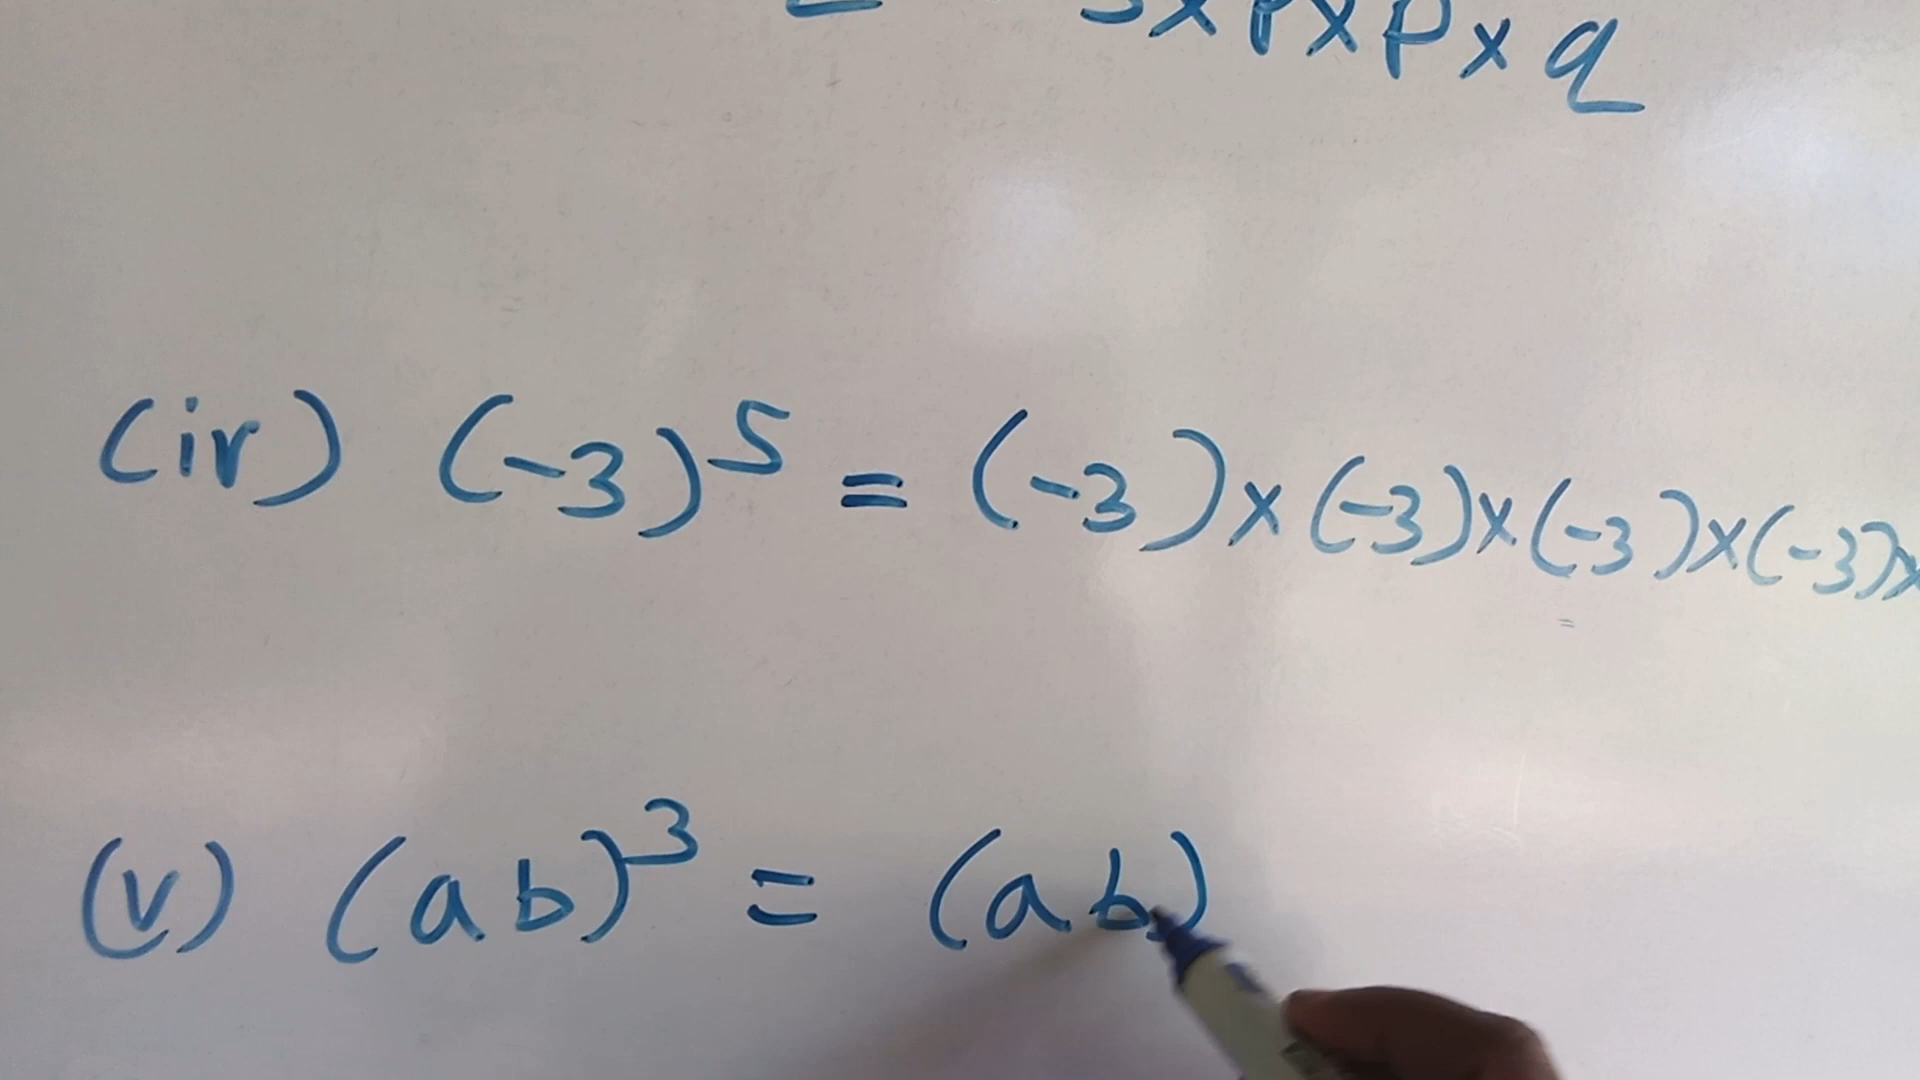 3×p×p×q
(iv) (-3)^5 = (-3)×(-3)×(-3)×(-3)×
(v) (ab)^3 = (ab)